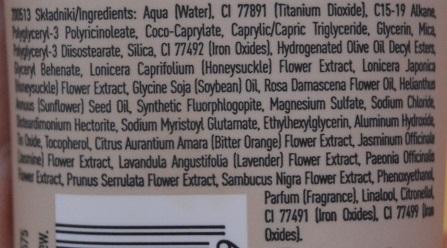 200513 Składniki/Ingredients: Aqua (Water), CI 77891 (Titanium Dioxide), C15-19 Alkane,
Polyglyceryl-3 Polyricinoleate, Coco-Caprylate, Caprylic/Capric Triglyceride, Glycerin, Mica,
Polyglyceryl-3 Diisostearate, Silica, CI 77492 (Iron Oxides), Hydrogenated Olive Oil Decyl Esters,
Glyceryl Behenate, Lonicera Caprifolium (Honeysuckle) Flower Extract, Lonicera Japonica
(Honeysuckle) Flower Extract, Glycine Soja (Soybean) Oil, Rosa Damascena Flower Oil, Helianthus
Annuus (Sunflower) Seed Oil, Synthetic Fluorphlogopite, Magnesium Sulfate, Sodium Chloride,
Disteardimonium Hectorite, Sodium Myristoyl Glutamate, Ethylhexylglycerin, Aluminum Hydroxide,
Tin Oxide, Tocopherol, Citrus Aurantium Amara (Bitter Orange) Flower Extract, Jasminum Officinale
(Jasmine) Flower Extract, Lavandula Angustifolia (Lavender) Flower Extract, Paeonia Officinalis
Flower Extract, Prunus Serrulata Flower Extract, Sambucus Nigra Flower Extract, Phenoxyethanol,
Parfum (Fragrance), Linalool, Citronellol,
CI 77491 (Iron Oxides), CI 77499 (Iron
Oxides).